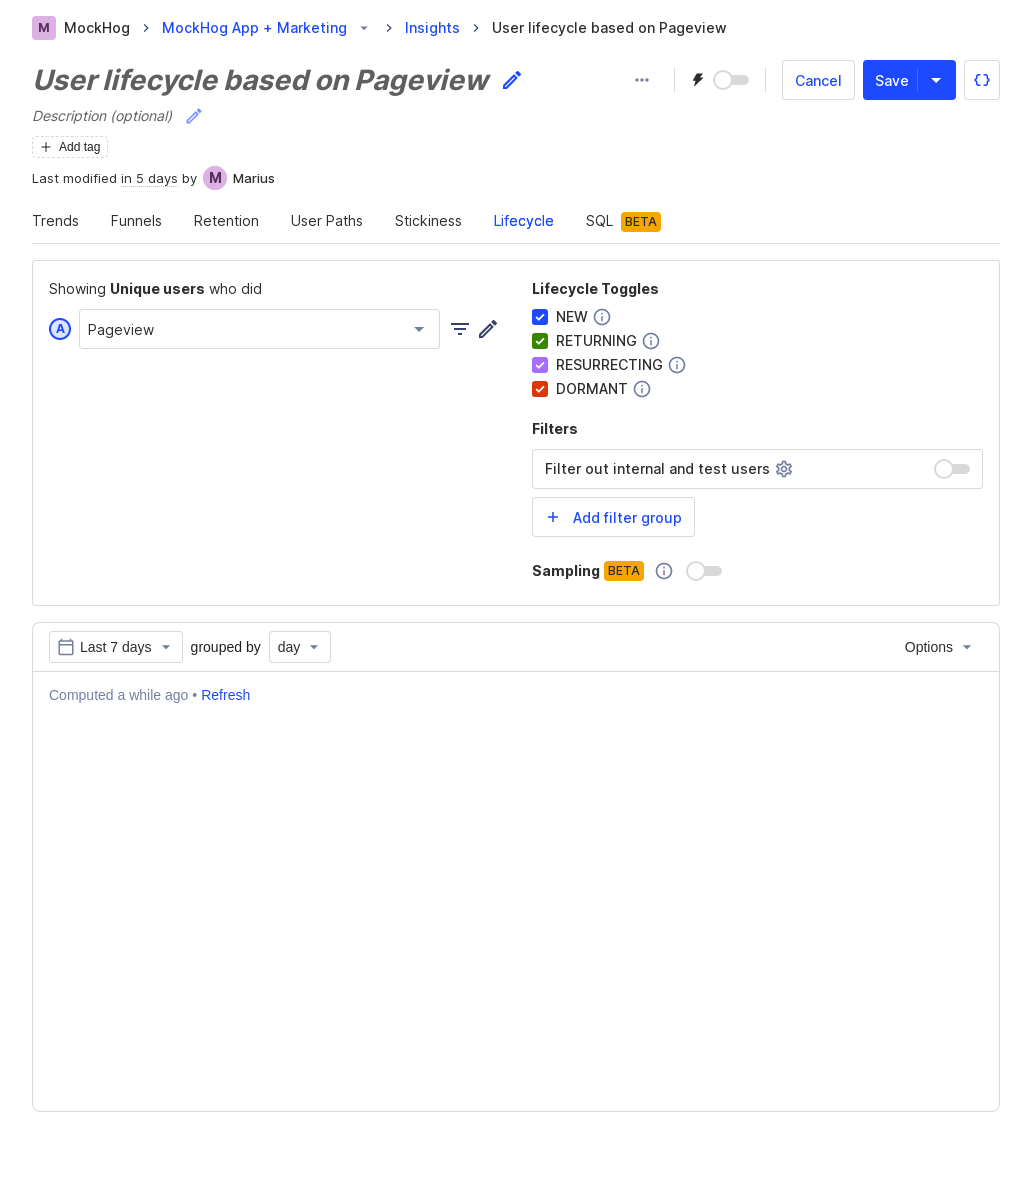 M MockHog MockHog App + Marketing Insights User lifecycle based on Pageview
User lifecycle based on Pageview
Cancel Save
Description (optional)
Add tag
Last modified in 5 days by M Marius
Trends Funnels Retention User Paths Stickiness Lifecycle SQL BETA
Showing Unique users who did
A Pageview
Lifecycle Toggles
NEW
RETURNING
RESURRECTING
DORMANT
Filters
Filter out internal and test users
Add filter group
Sampling BETA
Last 7 days grouped by day Options
Computed a while ago • Refresh